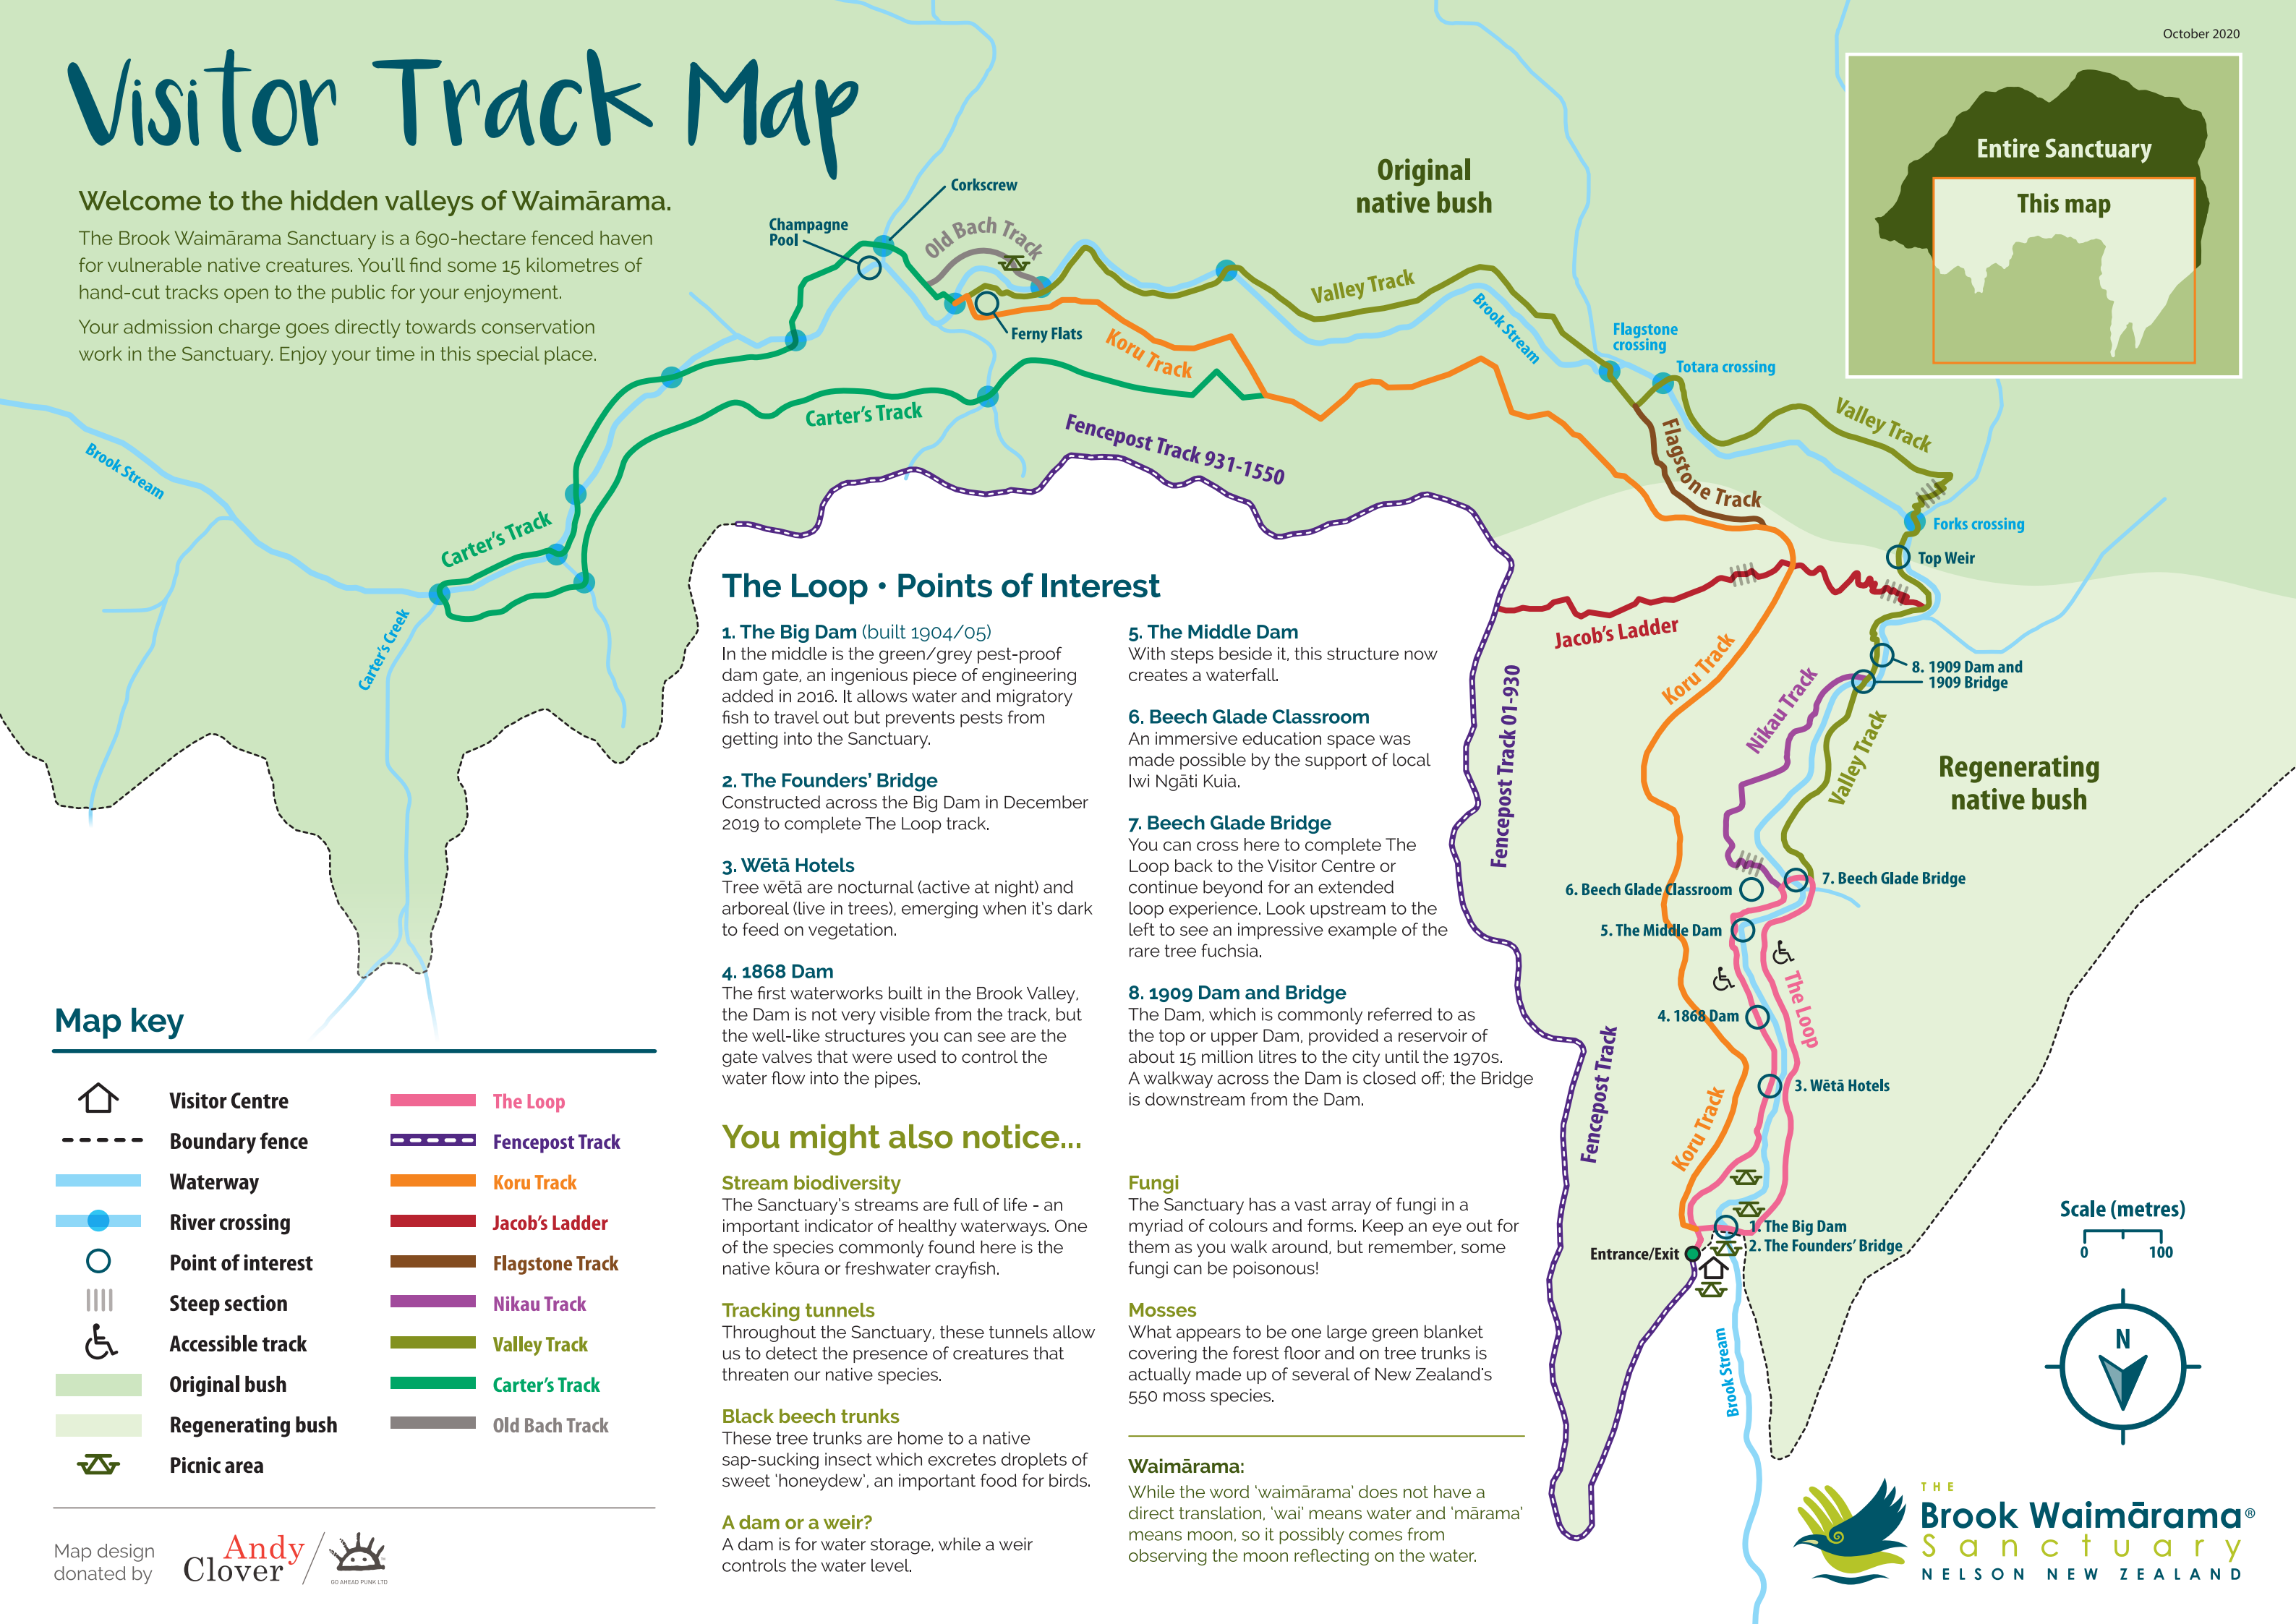 October 2020
Visitor Track Map
Welcome to the hidden valleys of Waimārama.
The Brook Waimārama Sanctuary is a 690-hectare fenced haven
for vulnerable native creatures. You'll find some 15 kilometres of
hand-cut tracks open to the public for your enjoyment.
Your admission charge goes directly towards conservation
work in the Sanctuary. Enjoy your time in this special place.
Entire Sanctuary
This map
Original
native bush
Corkscrew
Champagne
Pool
Old Bach Track
Ferny Flats
Koru Track
Valley Track
Brook Stream
Flagstone
crossing
Totara crossing
Valley Track
Flagstone Track
Carter's Track
Fencepost Track 931-1550
Brook Stream
Carter's Track
Carter's Creek
Forks crossing
Top Weir
Jacob's Ladder
Koru Track
Nikau Track
8. 1909 Dam and
1909 Bridge
Valley Track
Regenerating
native bush
Fencepost Track 01-930
6. Beech Glade Classroom
7. Beech Glade Bridge
5. The Middle Dam
The Loop
4. 1868 Dam
3. Wētā Hotels
Fencepost Track
Koru Track
1. The Big Dam
2. The Founders' Bridge
Entrance/Exit
Brook Stream
The Loop • Points of Interest
1. The Big Dam (built 1904/05)
In the middle is the green/grey pest-proof
dam gate, an ingenious piece of engineering
added in 2016. It allows water and migratory
fish to travel out but prevents pests from
getting into the Sanctuary.
2. The Founders' Bridge
Constructed across the Big Dam in December
2019 to complete The Loop track.
3. Wētā Hotels
Tree wētā are nocturnal (active at night) and
arboreal (live in trees), emerging when it's dark
to feed on vegetation.
4. 1868 Dam
The first waterworks built in the Brook Valley,
the Dam is not very visible from the track, but
the well-like structures you can see are the
gate valves that were used to control the
water flow into the pipes.
5. The Middle Dam
With steps beside it, this structure now
creates a waterfall.
6. Beech Glade Classroom
An immersive education space was
made possible by the support of local
Iwi Ngāti Kuia.
7. Beech Glade Bridge
You can cross here to complete The
Loop back to the Visitor Centre or
continue beyond for an extended
loop experience. Look upstream to the
left to see an impressive example of the
rare tree fuchsia.
8. 1909 Dam and Bridge
The Dam, which is commonly referred to as
the top or upper Dam, provided a reservoir of
about 15 million litres to the city until the 1970s.
A walkway across the Dam is closed off; the Bridge
is downstream from the Dam.
You might also notice...
Stream biodiversity
The Sanctuary's streams are full of life - an
important indicator of healthy waterways. One
of the species commonly found here is the
native kōura or freshwater crayfish.
Tracking tunnels
Throughout the Sanctuary, these tunnels allow
us to detect the presence of creatures that
threaten our native species.
Black beech trunks
These tree trunks are home to a native
sap-sucking insect which excretes droplets of
sweet 'honeydew', an important food for birds.
A dam or a weir?
A dam is for water storage, while a weir
controls the water level.
Fungi
The Sanctuary has a vast array of fungi in a
myriad of colours and forms. Keep an eye out for
them as you walk around, but remember, some
fungi can be poisonous!
Mosses
What appears to be one large green blanket
covering the forest floor and on tree trunks is
actually made up of several of New Zealand's
550 moss species.
Waimārama:
While the word 'waimārama' does not have a
direct translation, 'wai' means water and 'mārama'
means moon, so it possibly comes from
observing the moon reflecting on the water.
Map key
Visitor Centre
Boundary fence
Waterway
River crossing
Point of interest
Steep section
Accessible track
Original bush
Regenerating bush
Picnic area
The Loop
Fencepost Track
Koru Track
Jacob's Ladder
Flagstone Track
Nikau Track
Valley Track
Carter's Track
Old Bach Track
Map design
donated by
Andy
Clover
GO AHEAD PUNK LTD
Scale (metres)
0 100
N
THE
Brook Waimārama®
Sanctuary
NELSON NEW ZEALAND